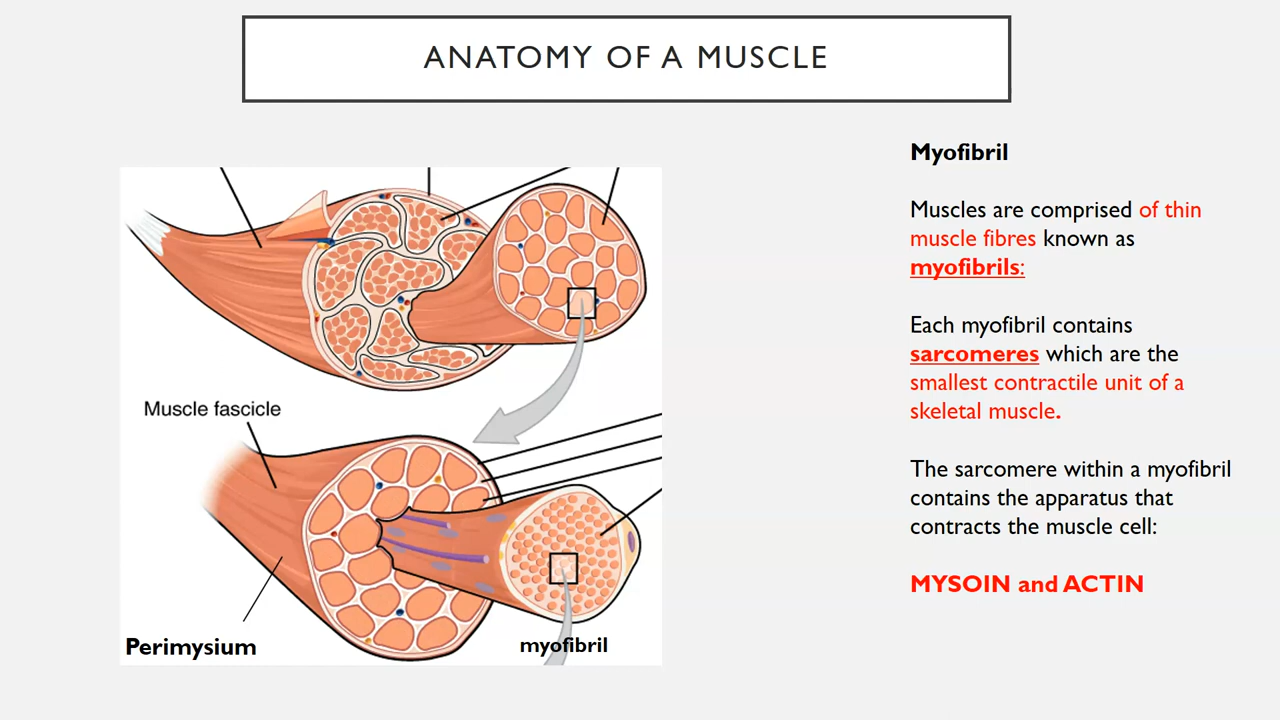 ANATOMY OF A MUSCLE
Myofibril
Muscles are comprised of thin
muscle fibres known as
myofibrils:
Each myofibril contains
sarcomeres which are the
smallest contractile unit of a
skeletal muscle.
The sarcomere within a myofibril
contains the apparatus that
contracts the muscle cell:
MYSOIN and ACTIN
Muscle fascicle
Perimysium
myofibril